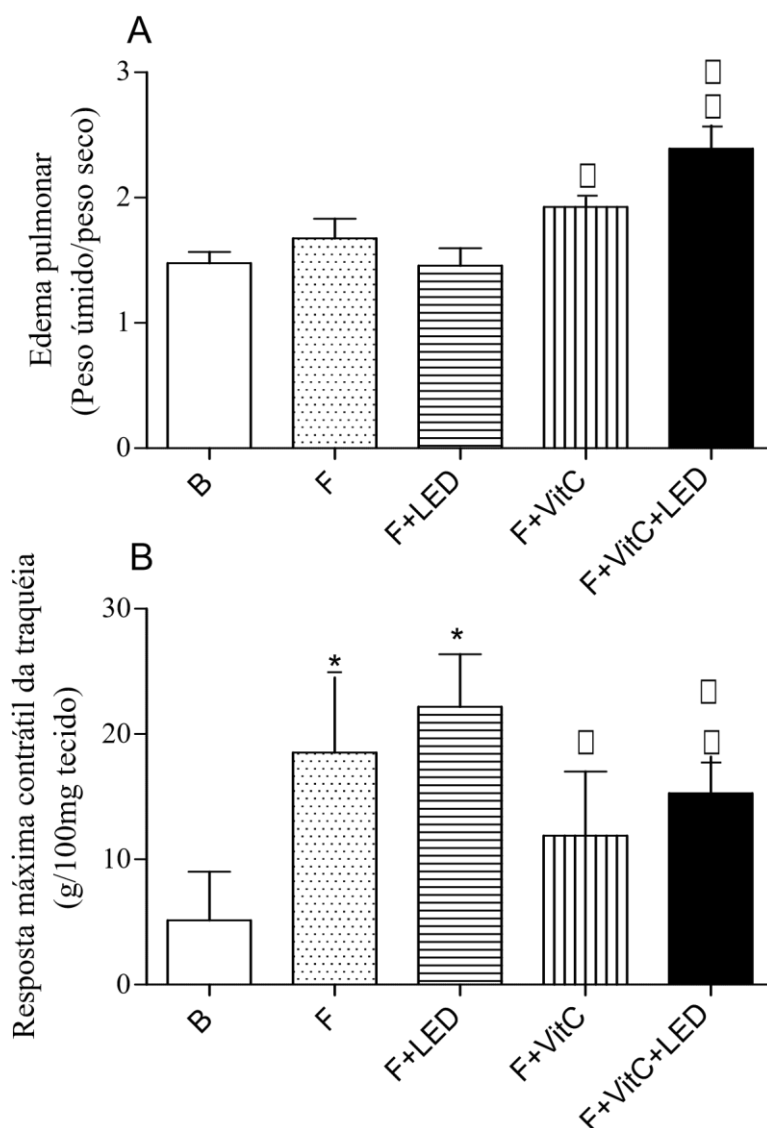 A
Edema pulmonar
(Peso úmido/peso seco)
3
2
1
0
B
F
F+LED
F+VitC
F+VitC+LED
B
Resposta máxima contrátil da traquéia
(g/100mg tecido)
30
20
10
0
*
*
B
F
F+LED
F+VitC
F+VitC+LED